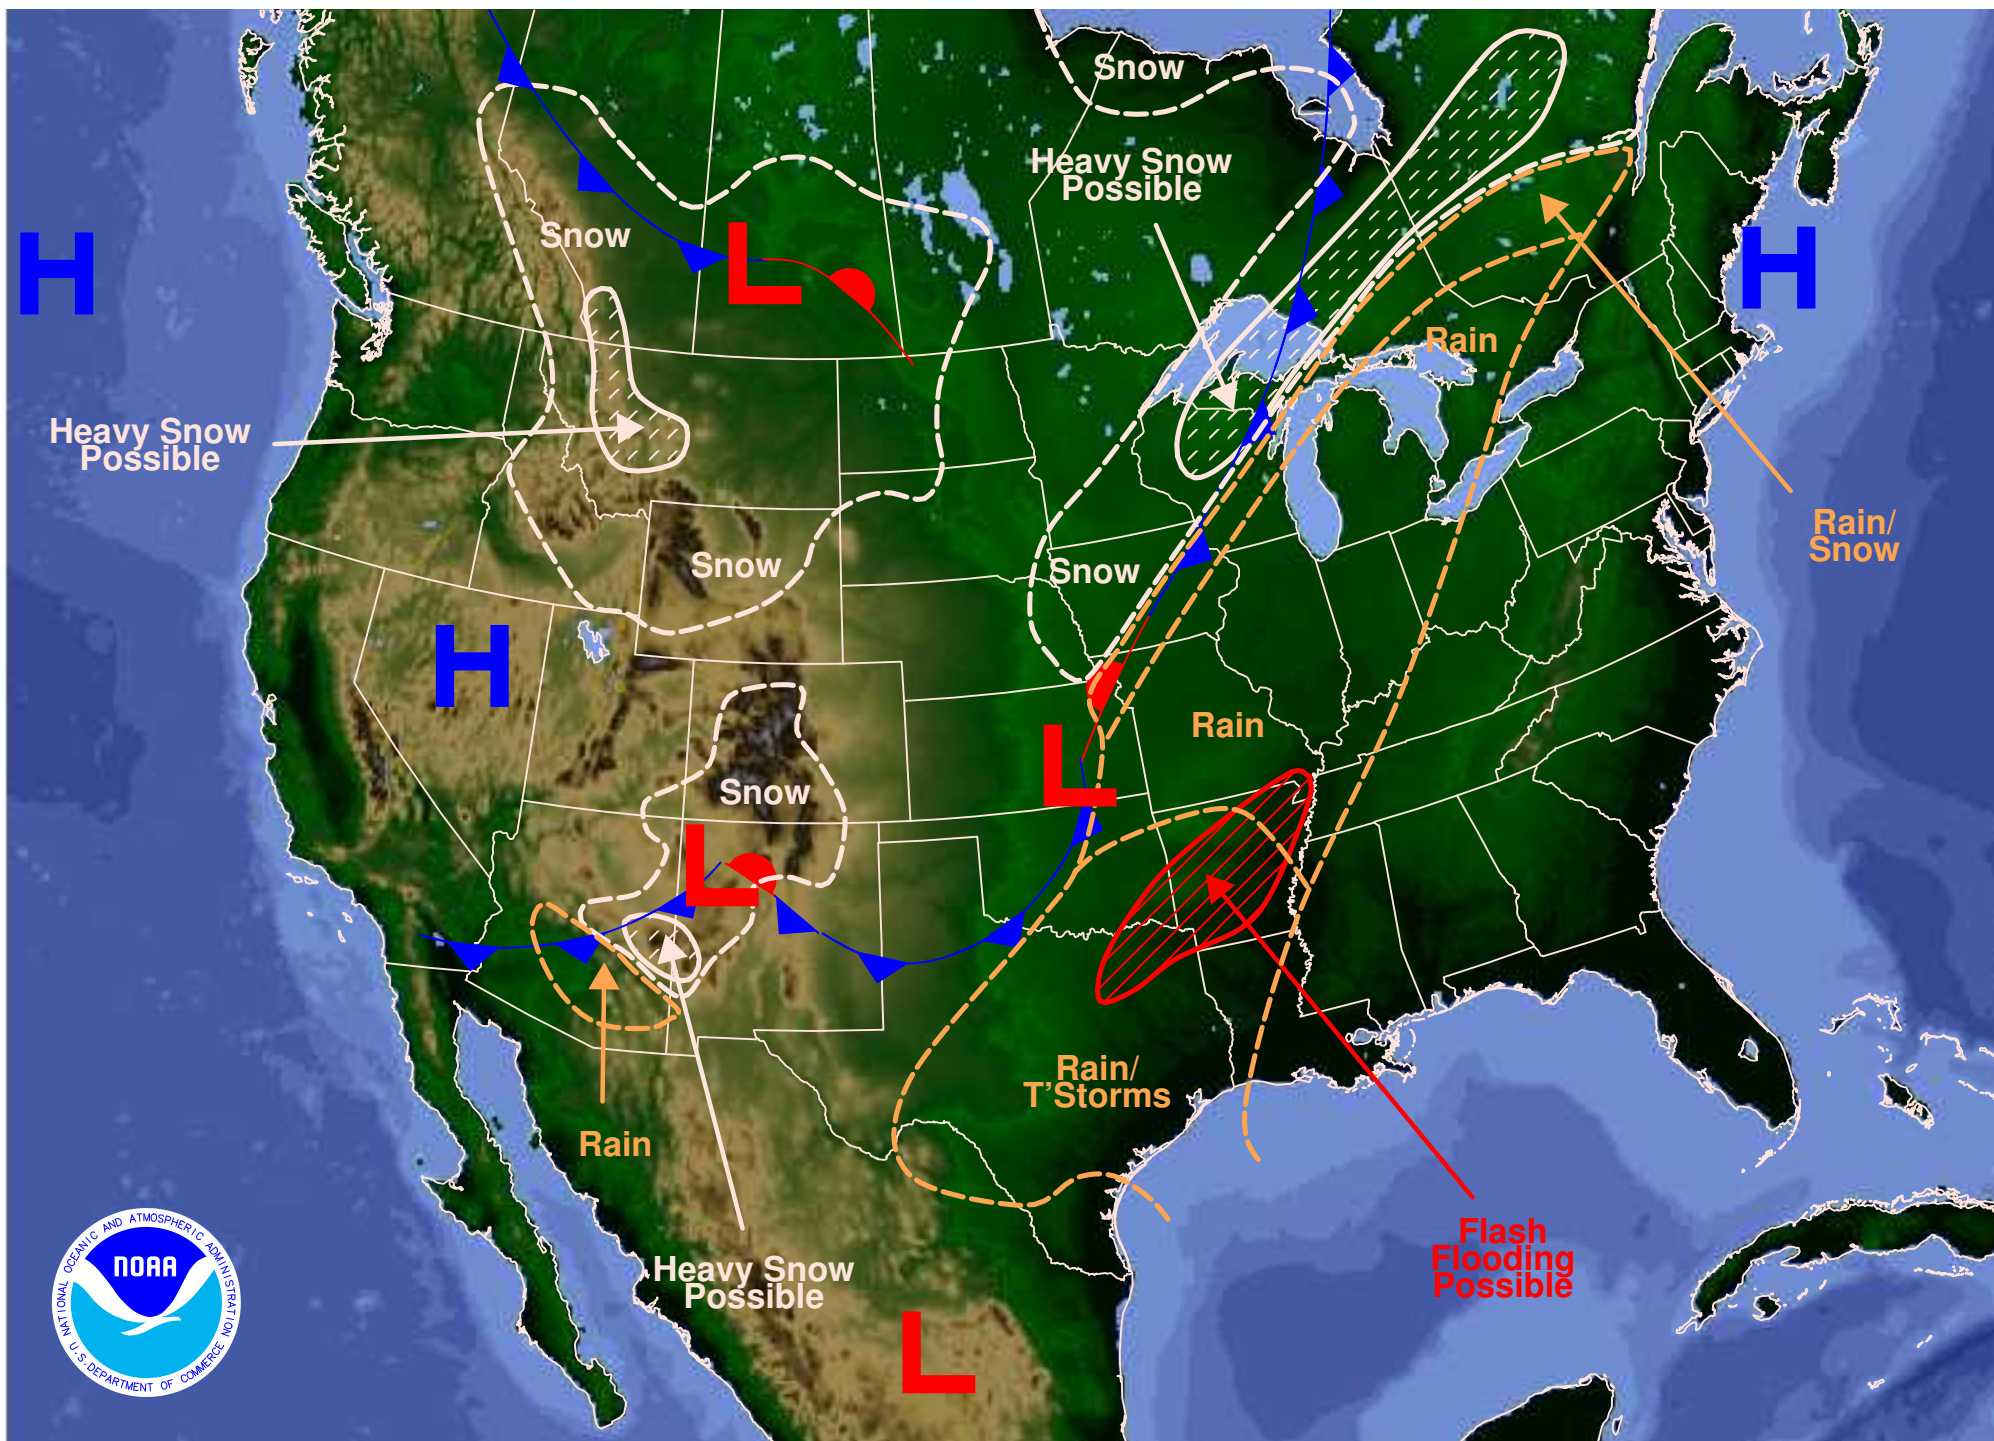 Snow
Heavy Snow
Possible
Snow
L
H
H
Rain
Heavy Snow
Possible
Rain/
Snow
Snow
Snow
H
Rain
L
Snow
L
Rain/
T'Storms
Rain
Flash
Flooding
Possible
Heavy Snow
Possible
L
NATIONAL OCEANIC AND ATMOSPHERIC ADMINISTRATION
NOAA
U.S. DEPARTMENT OF COMMERCE